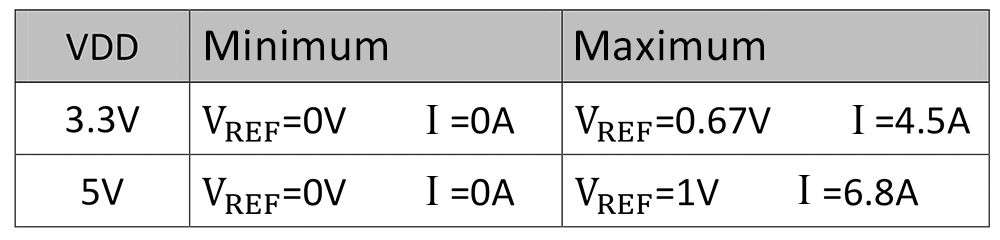 VDD Minimum Maximum
3.3V VREF=0V I =0A VREF=0.67V I =4.5A
5V VREF=0V I =0A VREF=1V I =6.8A